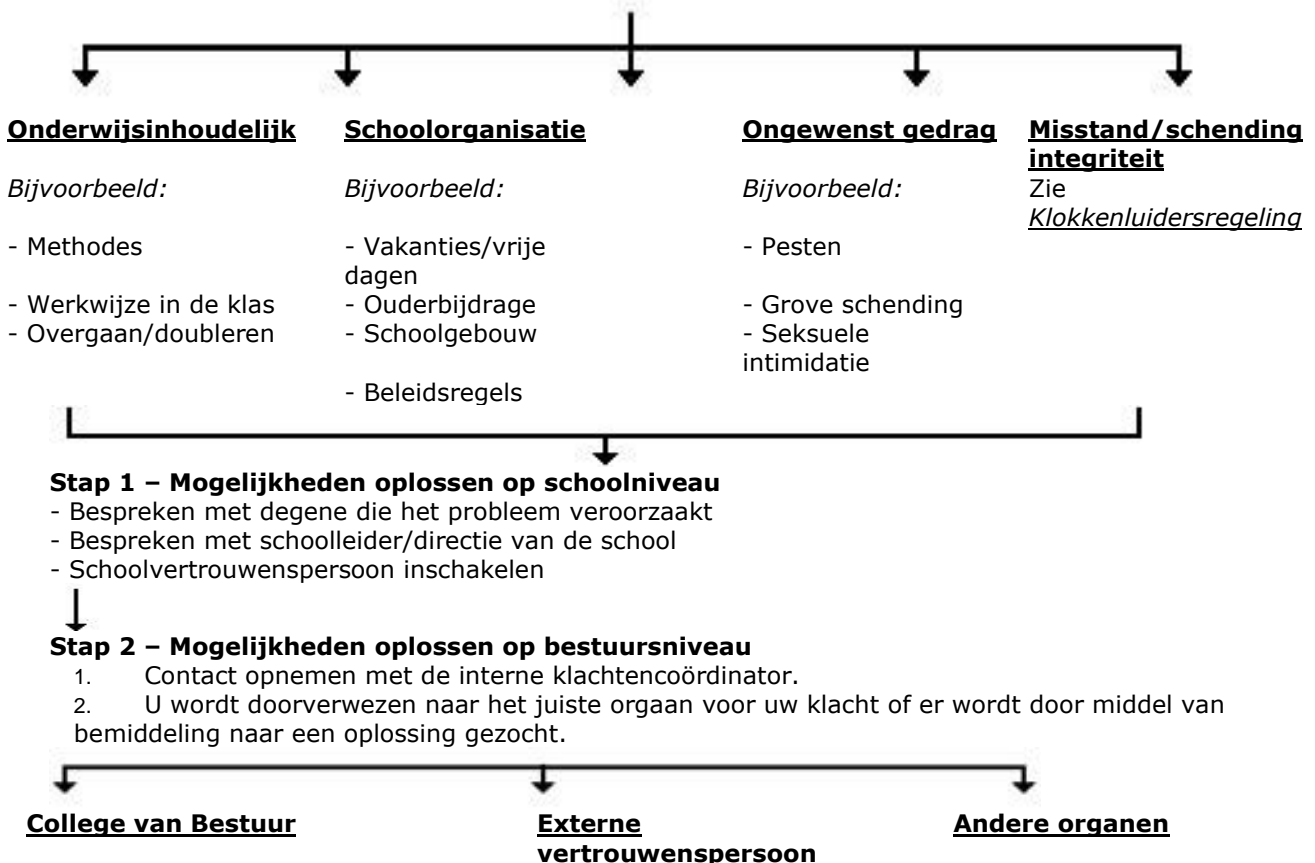 Onderwijsinhoudelijk
Bijvoorbeeld:
- Methodes
- Werkwijze in de klas
- Overgaan/doubleren
Schoolorganisatie
Bijvoorbeeld:
- Vakanties/vrije
dagen
- Ouderbijdrage
- Schoolgebouw
- Beleidsregels
Ongewenst gedrag
Bijvoorbeeld:
- Pesten
- Grove schending
- Seksuele
intimidatie
Misstand/schending
integriteit
Zie
Klokkenluidersregeling
Stap 1 – Mogelijkheden oplossen op schoolniveau
- Bespreken met degene die het probleem veroorzaakt
- Bespreken met schoolleider/directie van de school
- Schoolvertrouwenspersoon inschakelen
Stap 2 – Mogelijkheden oplossen op bestuursniveau
1. Contact opnemen met de interne klachtencoördinator.
2. U wordt doorverwezen naar het juiste orgaan voor uw klacht of er wordt door middel van
bemiddeling naar een oplossing gezocht.
College van Bestuur
Externe
vertrouwenspersoon
Andere organen